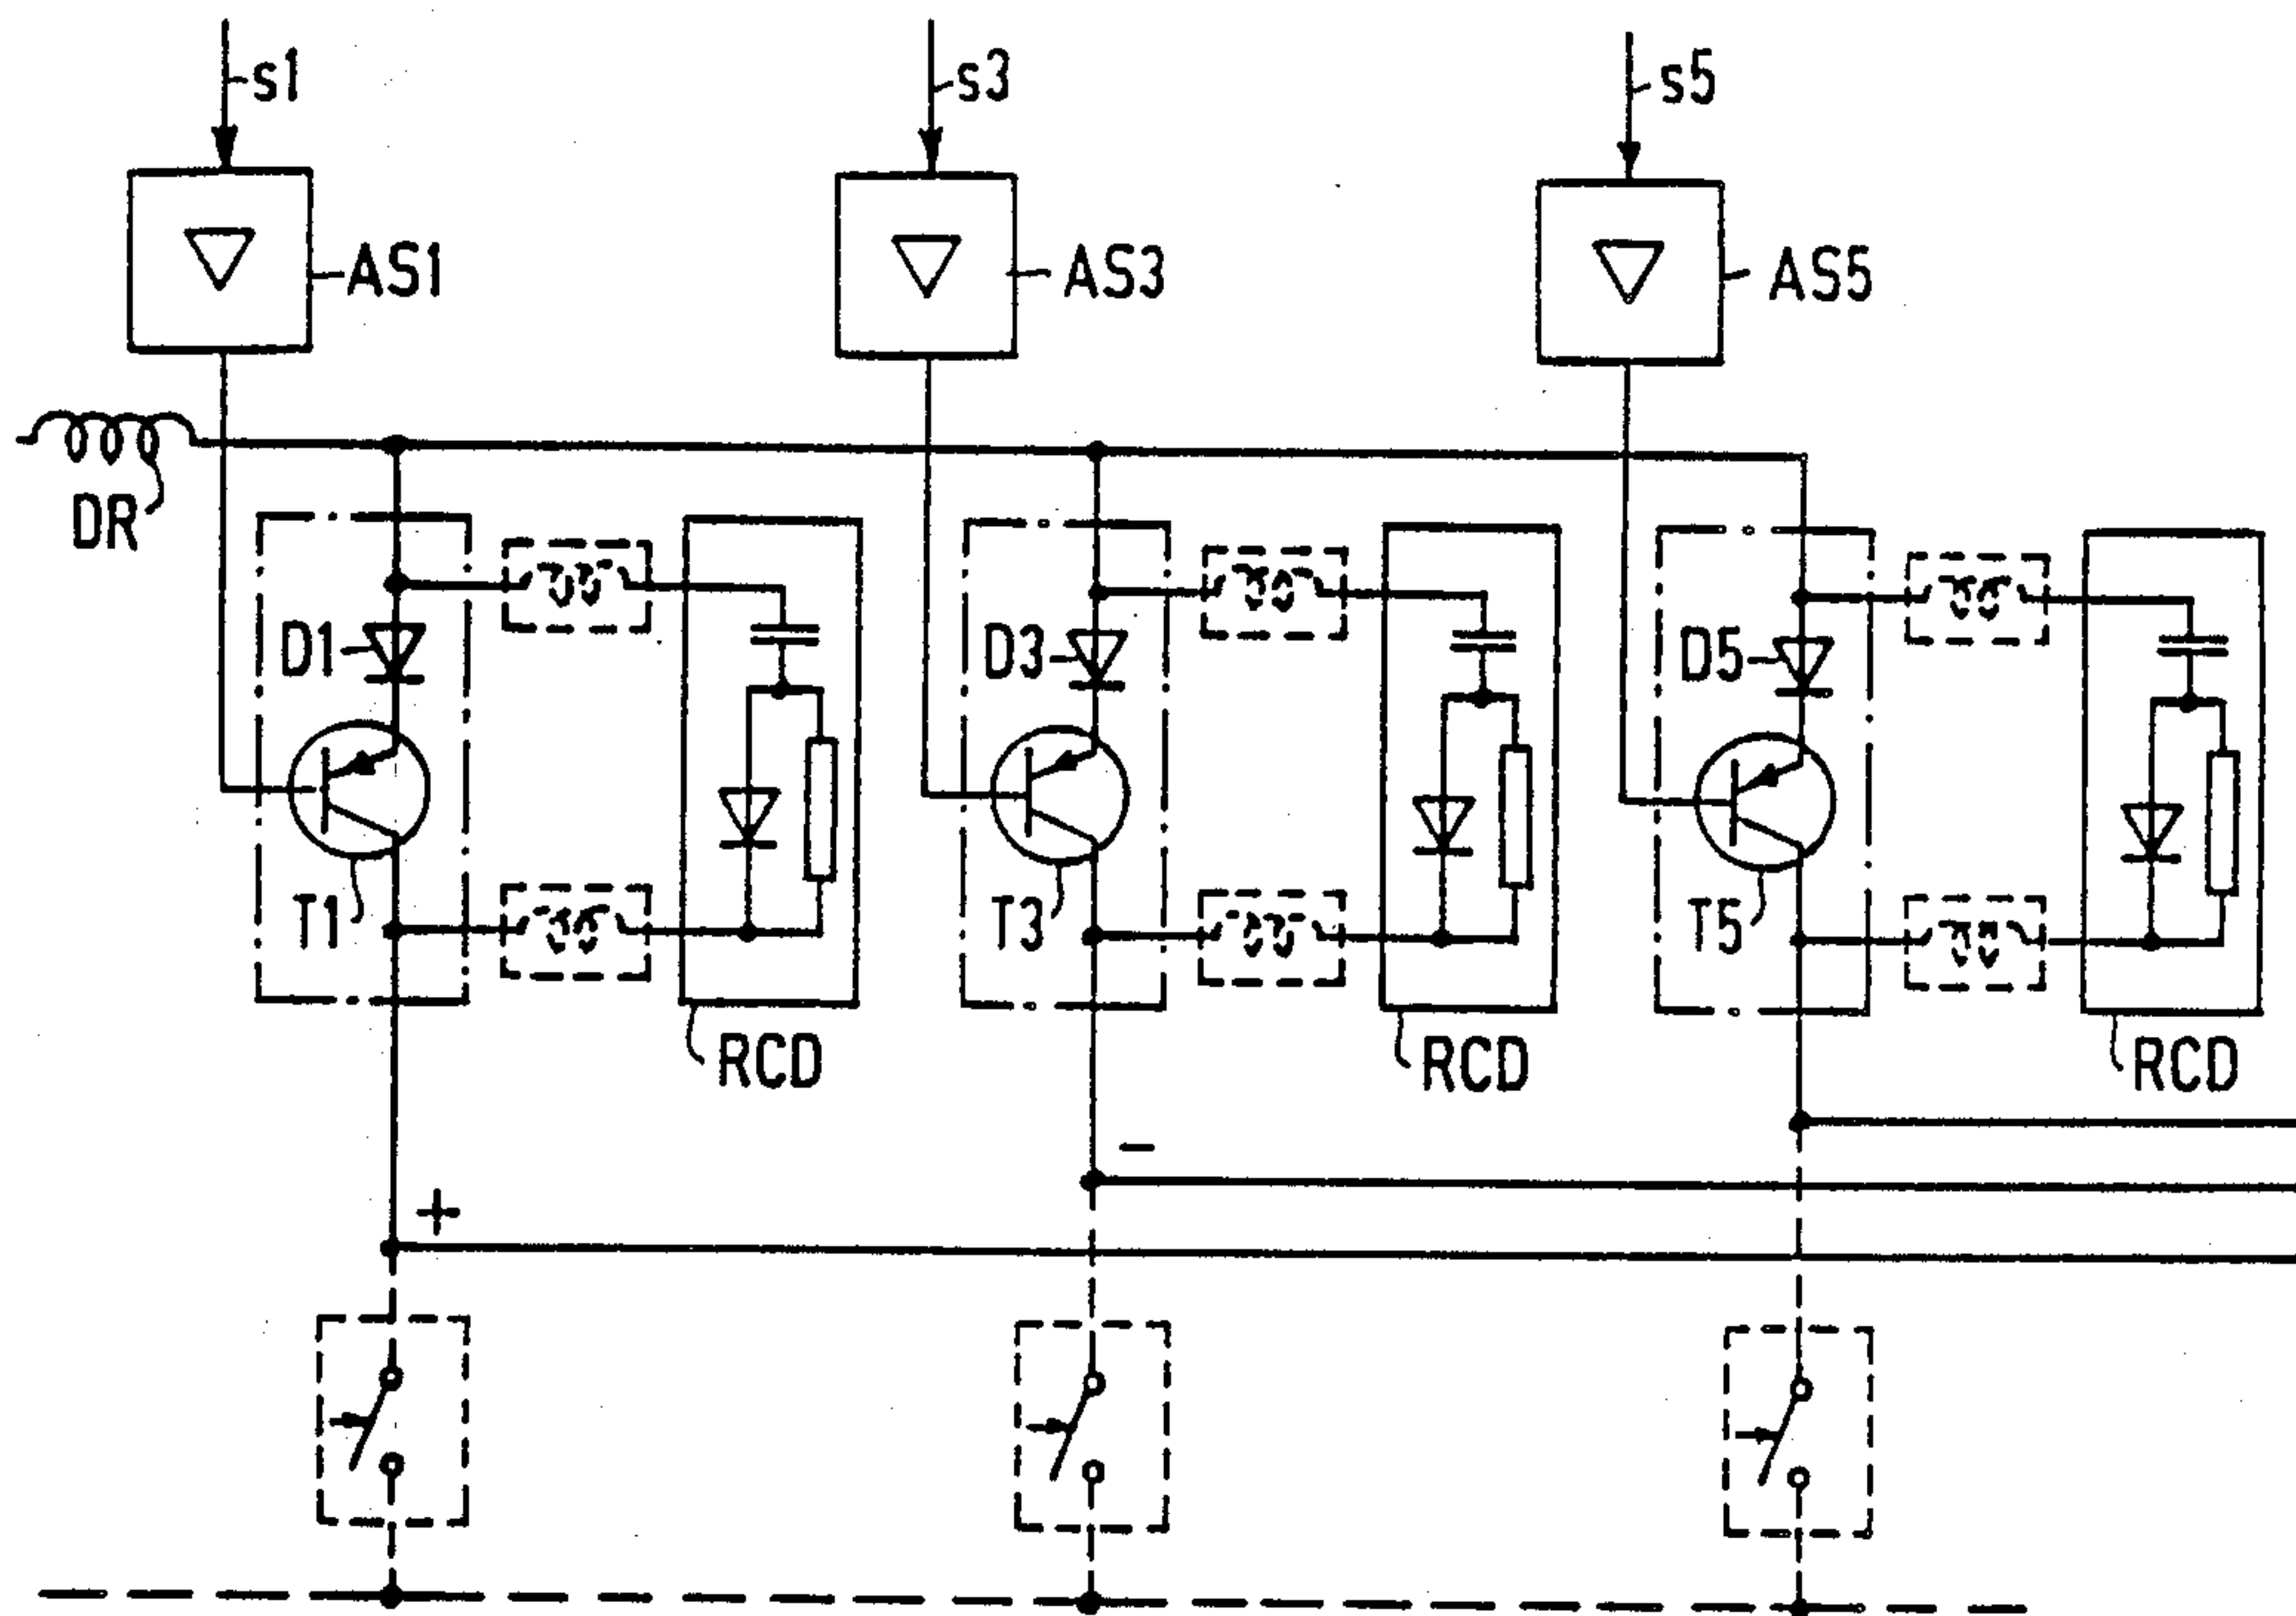 s1
s3
s5
AS1
AS3
AS5
DR
D1
D3
D5
T1
T3
T5
RCD
RCD
RCD
-
+